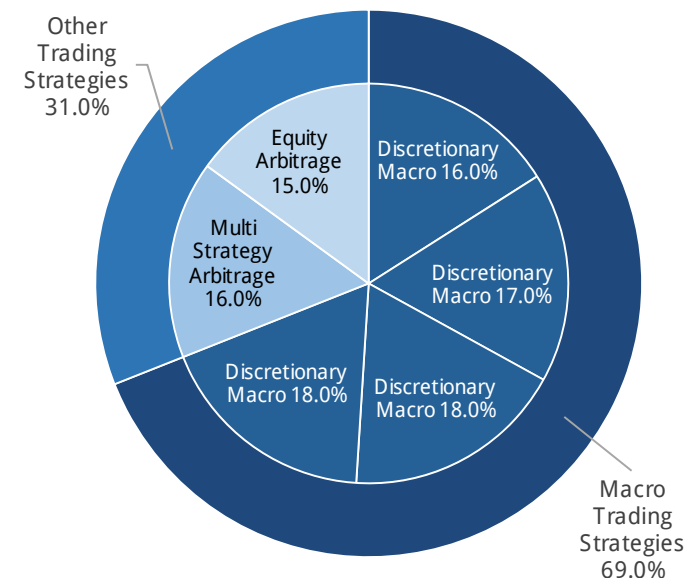 Other
Trading
Strategies
31.0%
Equity
Arbitrage
15.0%
Discretionary
Macro 16.0%
Multi
Strategy
Arbitrage
16.0%
Discretionary
Macro 17.0%
Discretionary
Macro 18.0%
Discretionary
Macro 18.0%
Macro
Trading
Strategies
69.0%